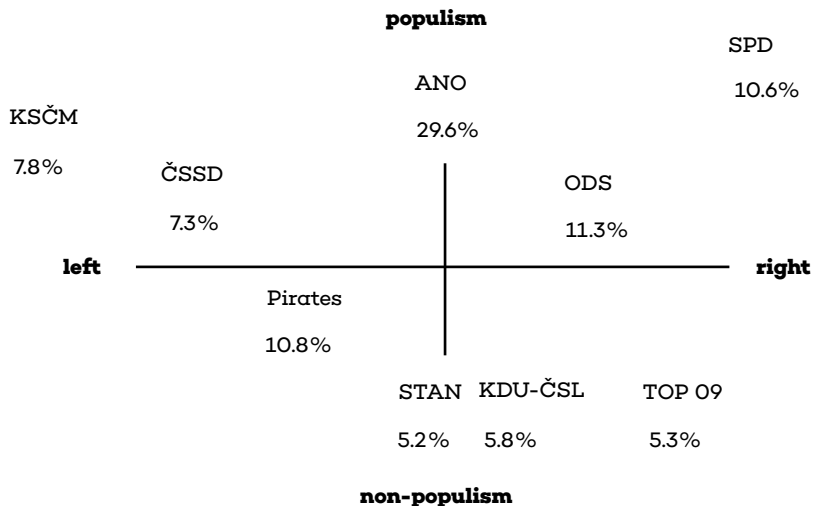 populism
SPD
10.6%
ANO
29.6%
KSČM
7.8%
ČSSD
7.3%
ODS
11.3%
left
right
Pirates
10.8%
STAN
5.2%
KDU-ČSL
5.8%
TOP 09
5.3%
non-populism